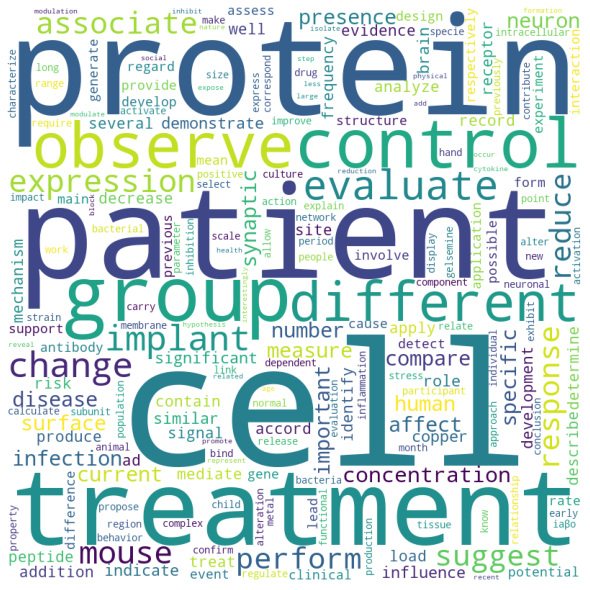 modulation inhibit associate assess presence design neuron intracellular
social nature make well evidence specie formation
protein
characterize long range require modulate generate size regard provide develop activate express expose correspond isolate less step large drug brain receptor frequency analyze record physical add respectively previously contribute experiment interaction
several demonstrate improve structure
observe control
mean positive culture reduction hand occur cytokine
expression evaluate
impact block main decrease select action explain form point
patient
work bacterial previous parameter inhibition scale health allow network period people synaptic site involve display gelsemine component application possible alter new neuronal activation reduce
mechanism strain carry membrane hypothesis interestingly
group different
reveal support antibody link dependent number cause apply relate detect individual exhibit
implant
change significant measure compare specific
risk contain related normal stress role participant approach development conclusion describe determine
disease calculate subunit population similar signal release evaluation inflammation important identify human response
cell
surface produce animal bind promote accord month affect copper
infection ad gene represent bacteria
current mediate concentration
treatment
property difference region propose complex alteration metal lead functional tissue know relationship rate early iaβo
behavior confirm production
mouse perform suggest
peptide treat load
addition indicate event regulate clinical influence recent potential
child